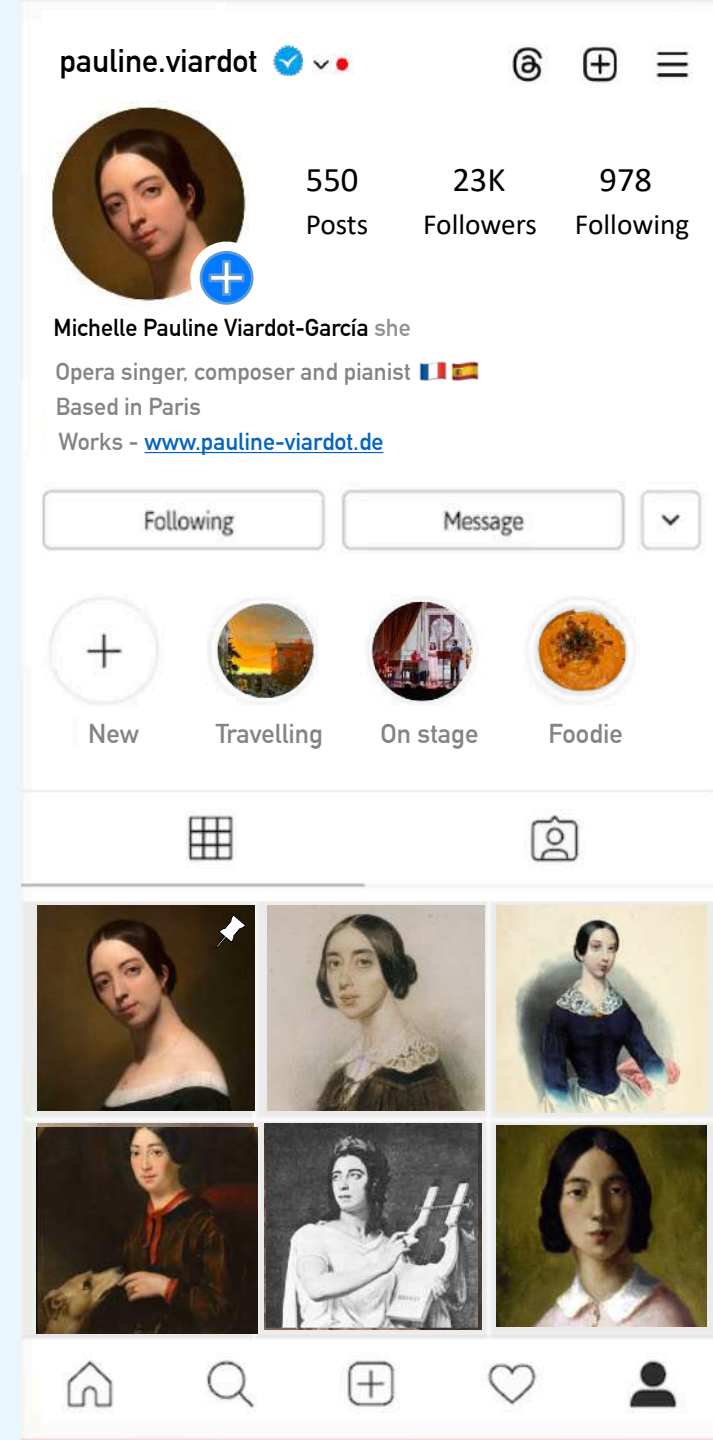 pauline.viardot
550 23K 978
Posts Followers Following
Michelle Pauline Viardot-García she
Opera singer, composer and pianist 🇫🇷🇪🇸
Based in Paris
Works - www.pauline-viardot.de
Following Message
New Travelling On stage Foodie